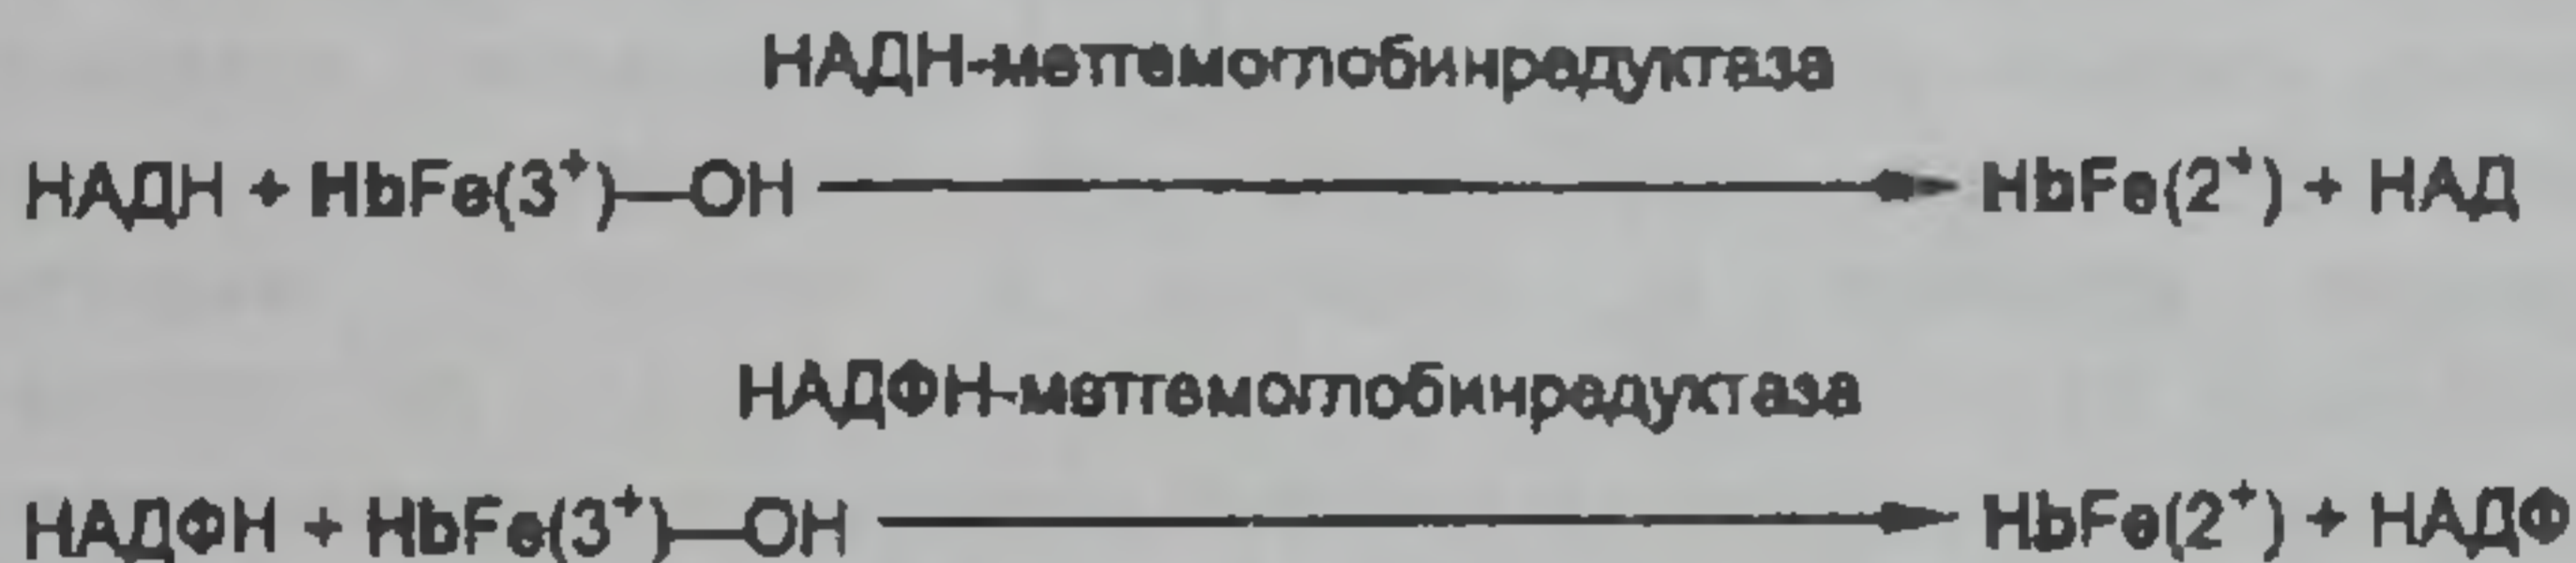 НАДН-метгемоглобинредуктаза
НАДН + HbFe(3⁺)—OH → HbFe(2⁺) + НАД
НАДФН-метгемоглобинредуктаза
НАДФН + HbFe(3⁺)—OH → HbFe(2⁺) + НАДФ